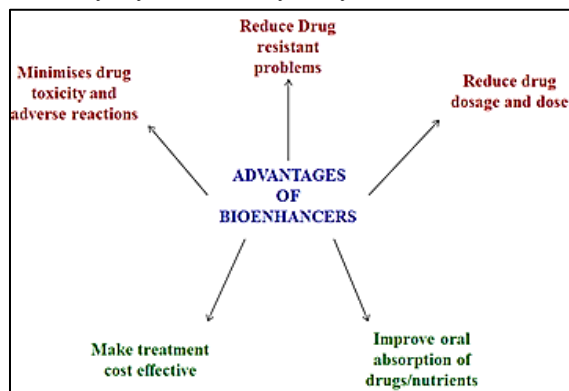 Reduce Drug
resistant
problems
Minimises drug
toxicity and
adverse reactions
Reduce drug
dosage and dose
ADVANTAGES
OF
BIOENHANCERS
Make treatment
cost effective
Improve oral
absorption of
drugs/nutrients